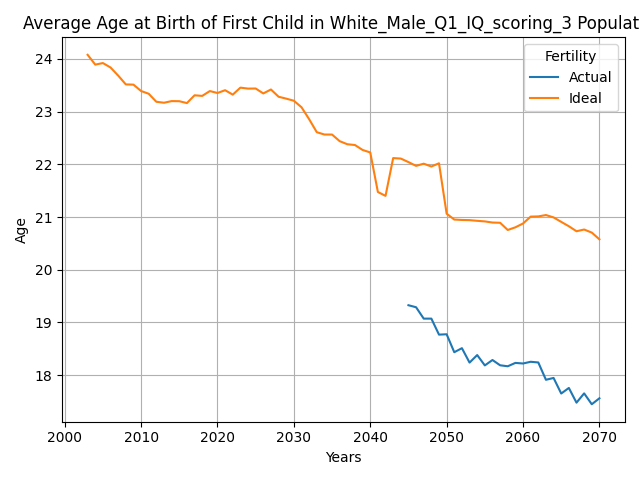 Average Age at Birth of First Child in White_Male_Q1_IQ_scoring_3 Populat
Fertility
Actual
Ideal
24
23
22
21
20
19
18
Age
2000 2010 2020 2030 2040 2050 2060 2070
Years